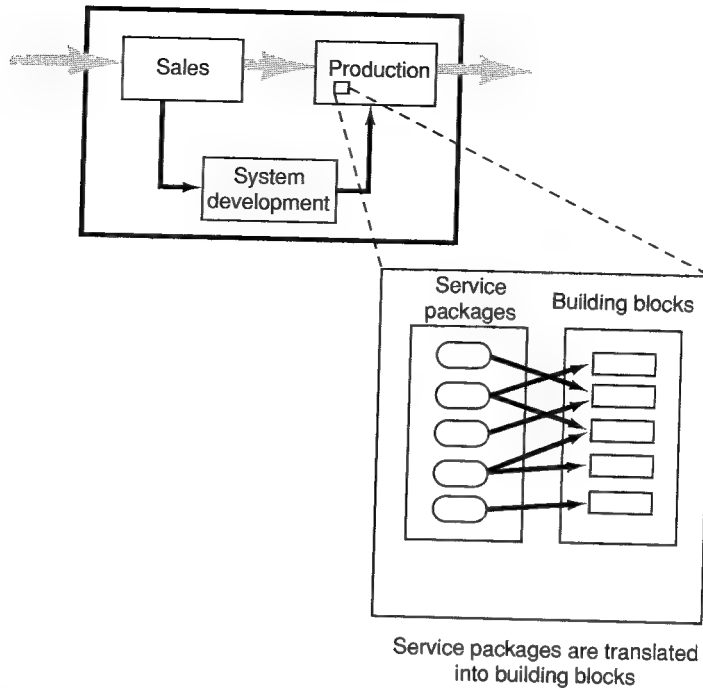 Sales
Production
System
development
Service
packages
Building blocks
Service packages are translated
into building blocks